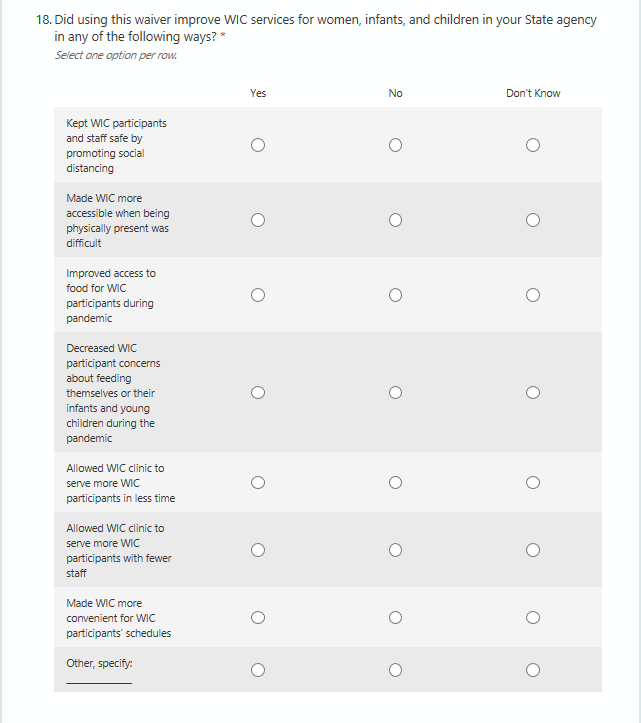 18. Did using this waiver improve WIC services for women, infants, and children in your State agency
in any of the following ways? *
Select one option per row.
Yes No Don't Know
Kept WIC participants
and staff safe by
promoting social
distancing
Made WIC more
accessible when being
physically present was
difficult
Improved access to
food for WIC
participants during
pandemic
Decreased WIC
participant concerns
about feeding
themselves or their
infants and young
children during the
pandemic
Allowed WIC clinic to
serve more WIC
participants in less time
Allowed WIC clinic to
serve more WIC
participants with fewer
staff
Made WIC more
convenient for WIC
participants' schedules
Other, specify: